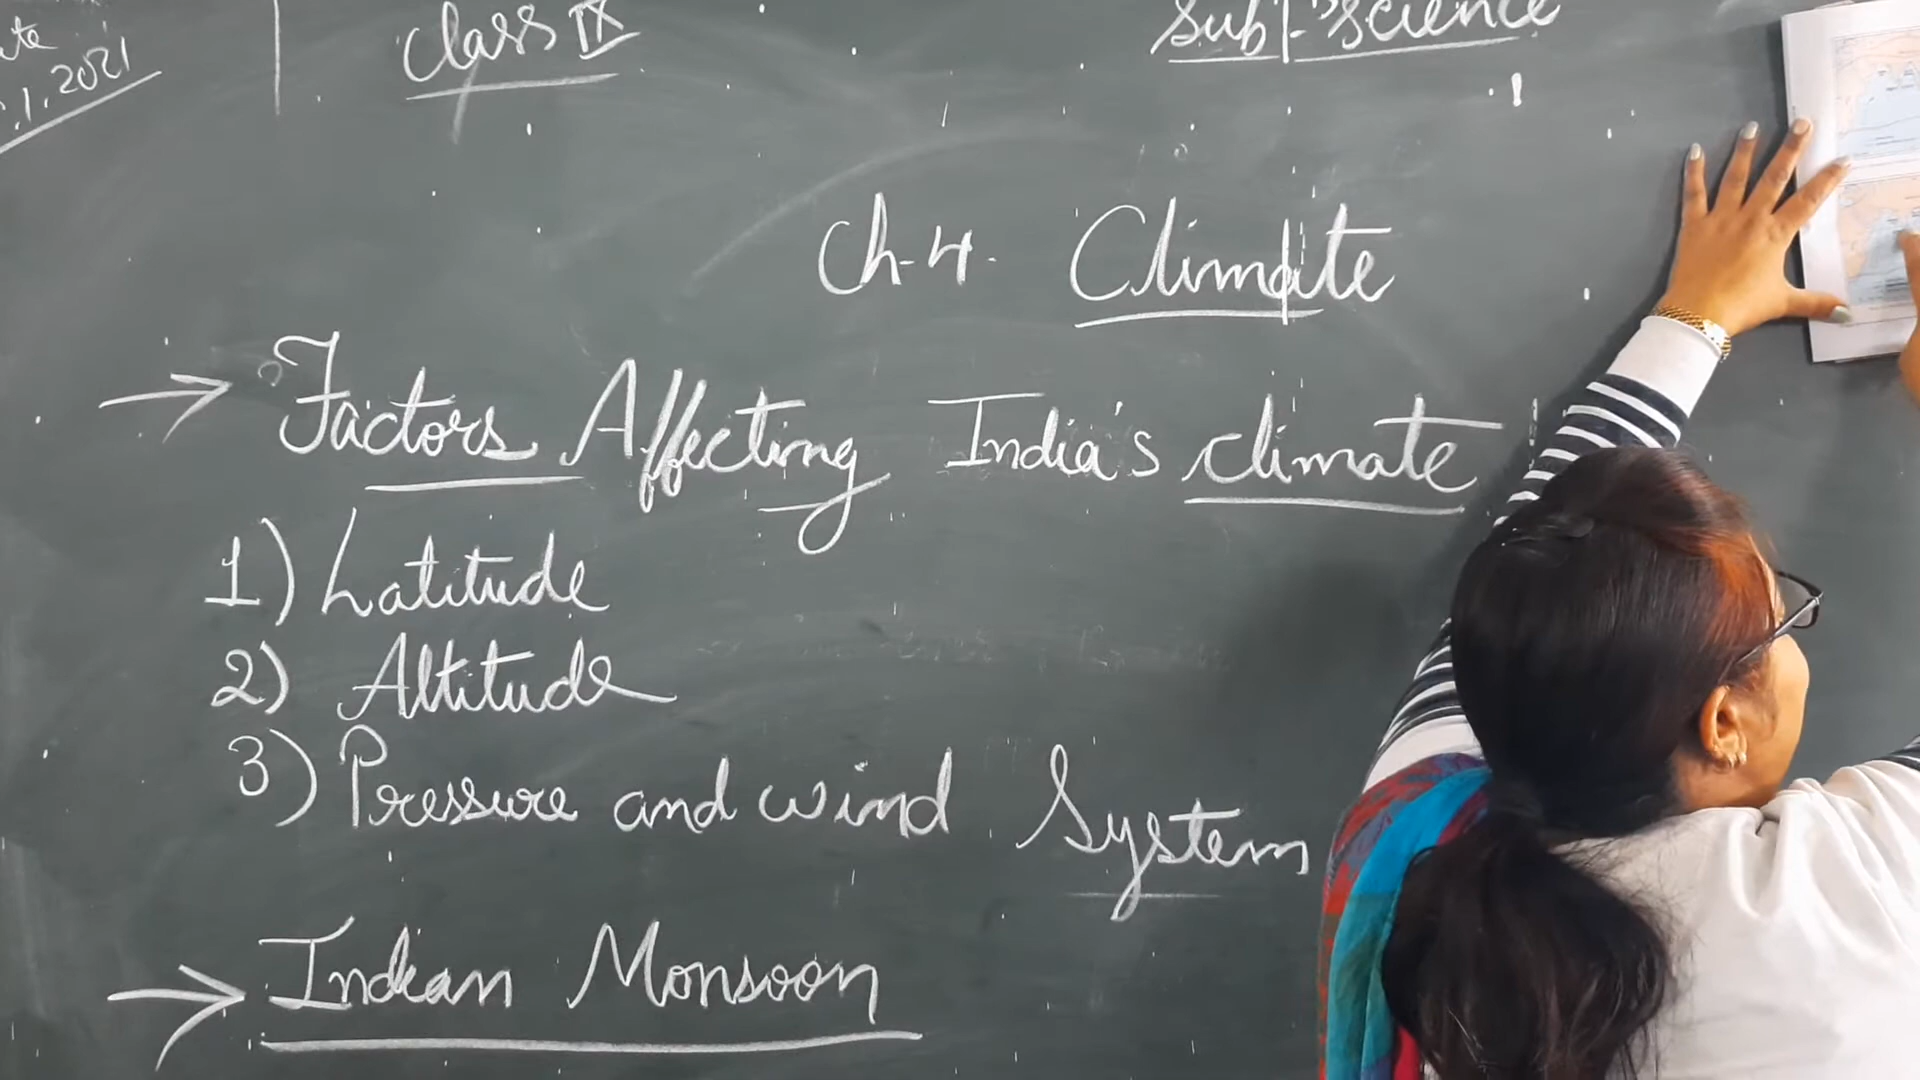 Class IX
Sub:- Science
.1.2021
Ch-4. Climate
→ Factors Affecting India's climate
1) Latitude
2) Altitude
3) Pressure and wind System
→ Indian Monsoon